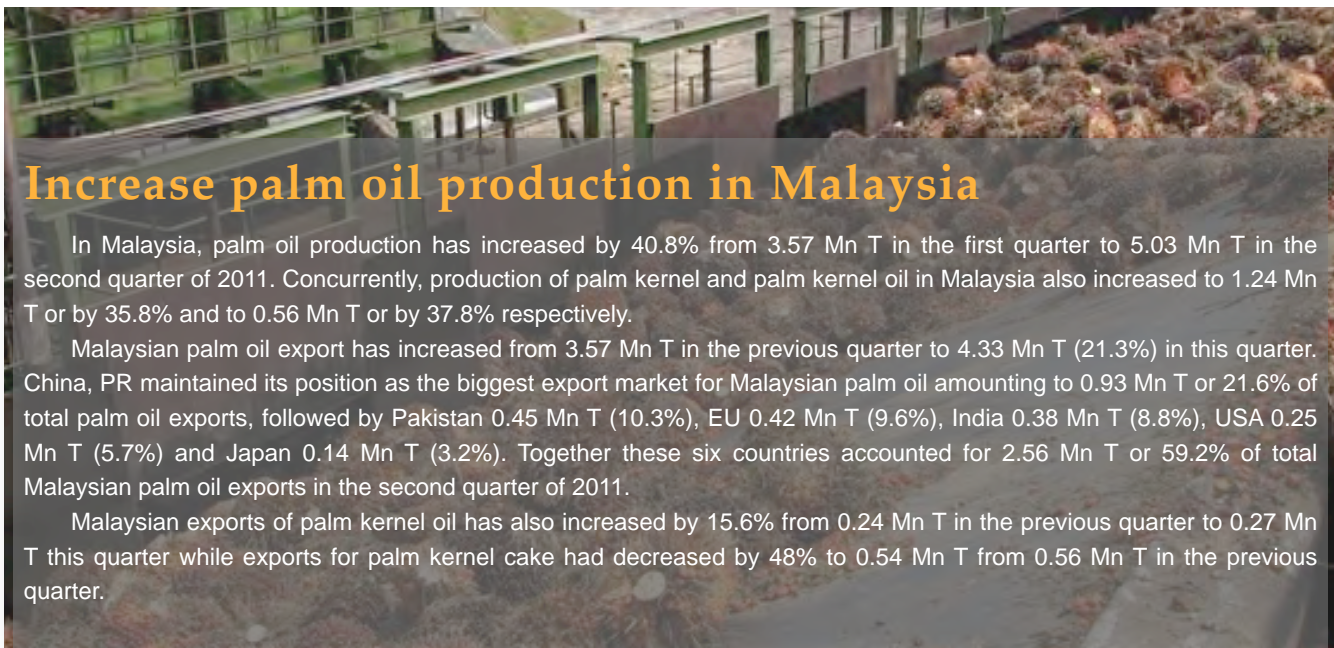 Increase palm oil production in Malaysia
In Malaysia, palm oil production has increased by 40.8% from 3.57 Mn T in the first quarter to 5.03 Mn T in the
second quarter of 2011. Concurrently, production of palm kernel and palm kernel oil in Malaysia also increased to 1.24 Mn
T or by 35.8% and to 0.56 Mn T or by 37.8% respectively.
Malaysian palm oil export has increased from 3.57 Mn T in the previous quarter to 4.33 Mn T (21.3%) in this quarter.
China, PR maintained its position as the biggest export market for Malaysian palm oil amounting to 0.93 Mn T or 21.6% of
total palm oil exports, followed by Pakistan 0.45 Mn T (10.3%), EU 0.42 Mn T (9.6%), India 0.38 Mn T (8.8%), USA 0.25
Mn T (5.7%) and Japan 0.14 Mn T (3.2%). Together these six countries accounted for 2.56 Mn T or 59.2% of total
Malaysian palm oil exports in the second quarter of 2011.
Malaysian exports of palm kernel oil has also increased by 15.6% from 0.24 Mn T in the previous quarter to 0.27 Mn
T this quarter while exports for palm kernel cake had decreased by 48% to 0.54 Mn T from 0.56 Mn T in the previous
quarter.